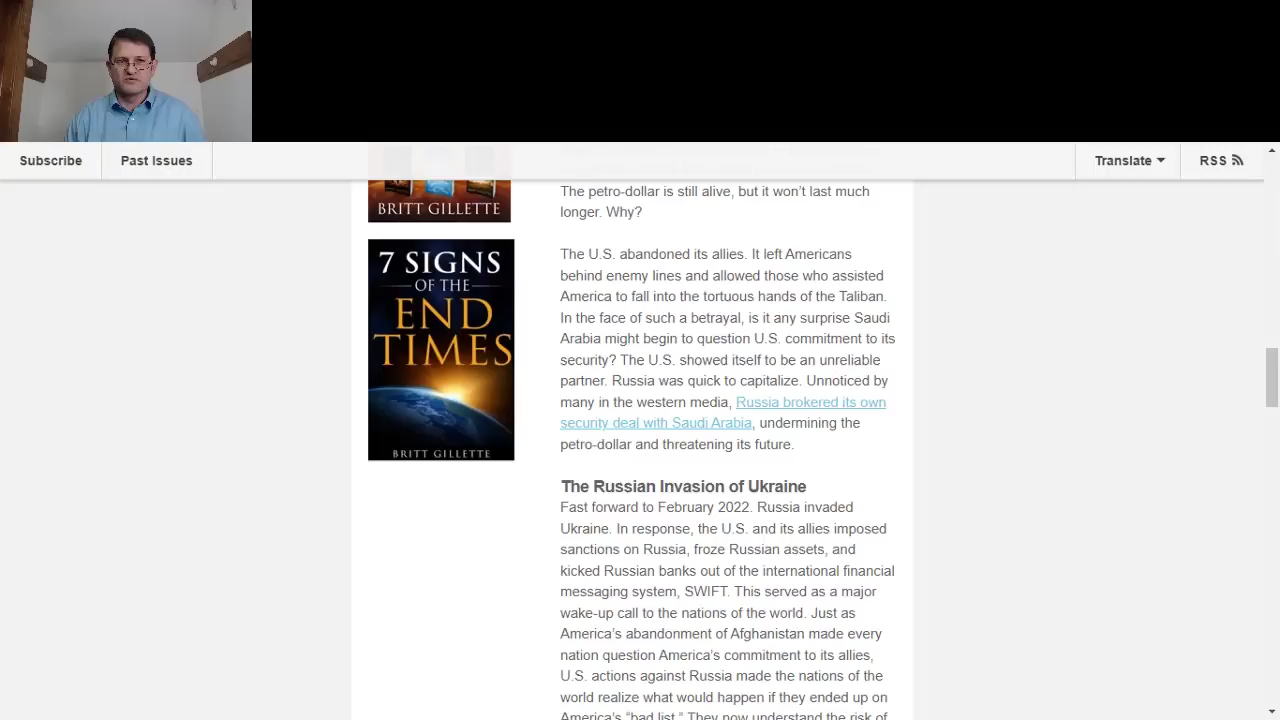 Subscribe
Past Issues
Translate
RSS
BRITT GILLETTE
7 SIGNS
OF THE
END
TIMES
BRITT GILLETTE
The petro-dollar is still alive, but it won't last much
longer. Why?
The U.S. abandoned its allies. It left Americans
behind enemy lines and allowed those who assisted
America to fall into the tortuous hands of the Taliban.
In the face of such a betrayal, is it any surprise Saudi
Arabia might begin to question U.S. commitment to its
security? The U.S. showed itself to be an unreliable
partner. Russia was quick to capitalize. Unnoticed by
many in the western media, Russia brokered its own
security deal with Saudi Arabia, undermining the
petro-dollar and threatening its future.
The Russian Invasion of Ukraine
Fast forward to February 2022. Russia invaded
Ukraine. In response, the U.S. and its allies imposed
sanctions on Russia, froze Russian assets, and
kicked Russian banks out of the international financial
messaging system, SWIFT. This served as a major
wake-up call to the nations of the world. Just as
America's abandonment of Afghanistan made every
nation question America's commitment to its allies,
U.S. actions against Russia made the nations of the
world realize what would happen if they ended up on
America's "bad list." They now understand the risk of